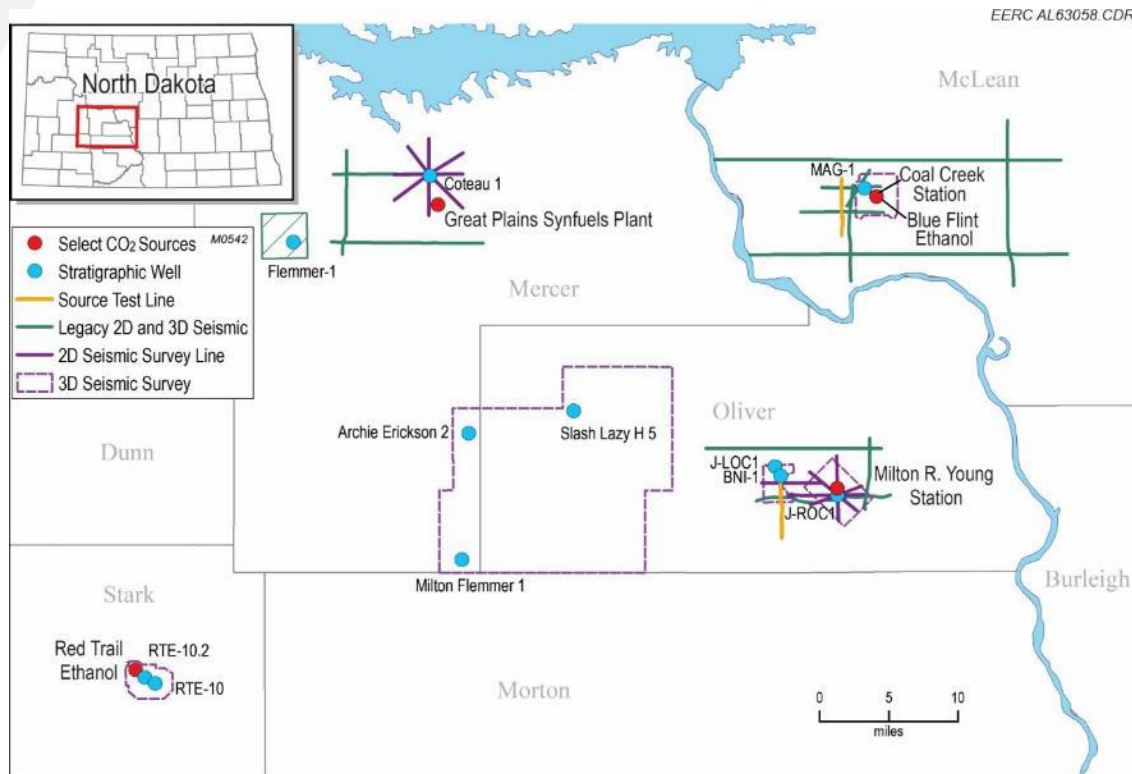 EERC AL63058.CDR
North Dakota
McLean
MAG-1
Coal Creek
Station
Blue Flint
Ethanol
Coteau 1
Great Plains Synfuels Plant
Flemmer-1
Mercer
M0542
Select CO₂ Sources
Stratigraphic Well
Source Test Line
Legacy 2D and 3D Seismic
2D Seismic Survey Line
3D Seismic Survey
Dunn
Archie Erickson 2
Slash Lazy H 5
Oliver
J-LOC1
BNI-1
J-ROC1
Milton R. Young
Station
Milton Flemmer 1
Burleigh
Stark
Red Trail
Ethanol
RTE-10.2
RTE-10
Morton
0 5 10
miles